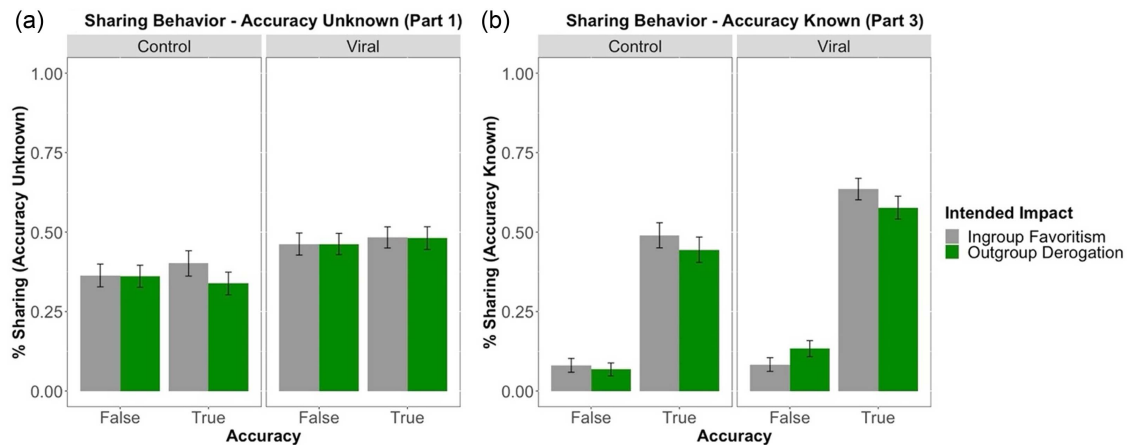 (a)
Sharing Behavior - Accuracy Unknown (Part 1)
Control
Viral
% Sharing (Accuracy Unknown)
1.00
0.75
0.50
0.25
0.00
False
True
False
True
Accuracy
(b)
Sharing Behavior - Accuracy Known (Part 3)
Control
Viral
% Sharing (Accuracy Known)
1.00
0.75
0.50
0.25
0.00
False
True
False
True
Accuracy
Intended Impact
Ingroup Favoritism
Outgroup Derogation